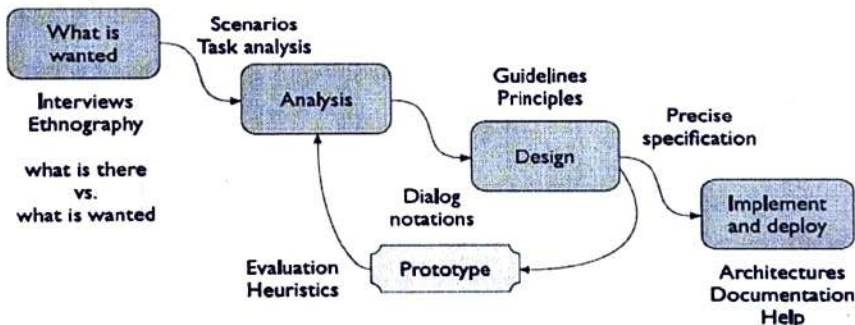 What is
wanted
Scenarios
Task analysis
Interviews
Ethnography
what is there
vs.
what is wanted
Analysis
Guidelines
Principles
Design
Precise
specification
Dialog
notations
Evaluation
Heuristics
Prototype
Implement
and deploy
Architectures
Documentation
Help